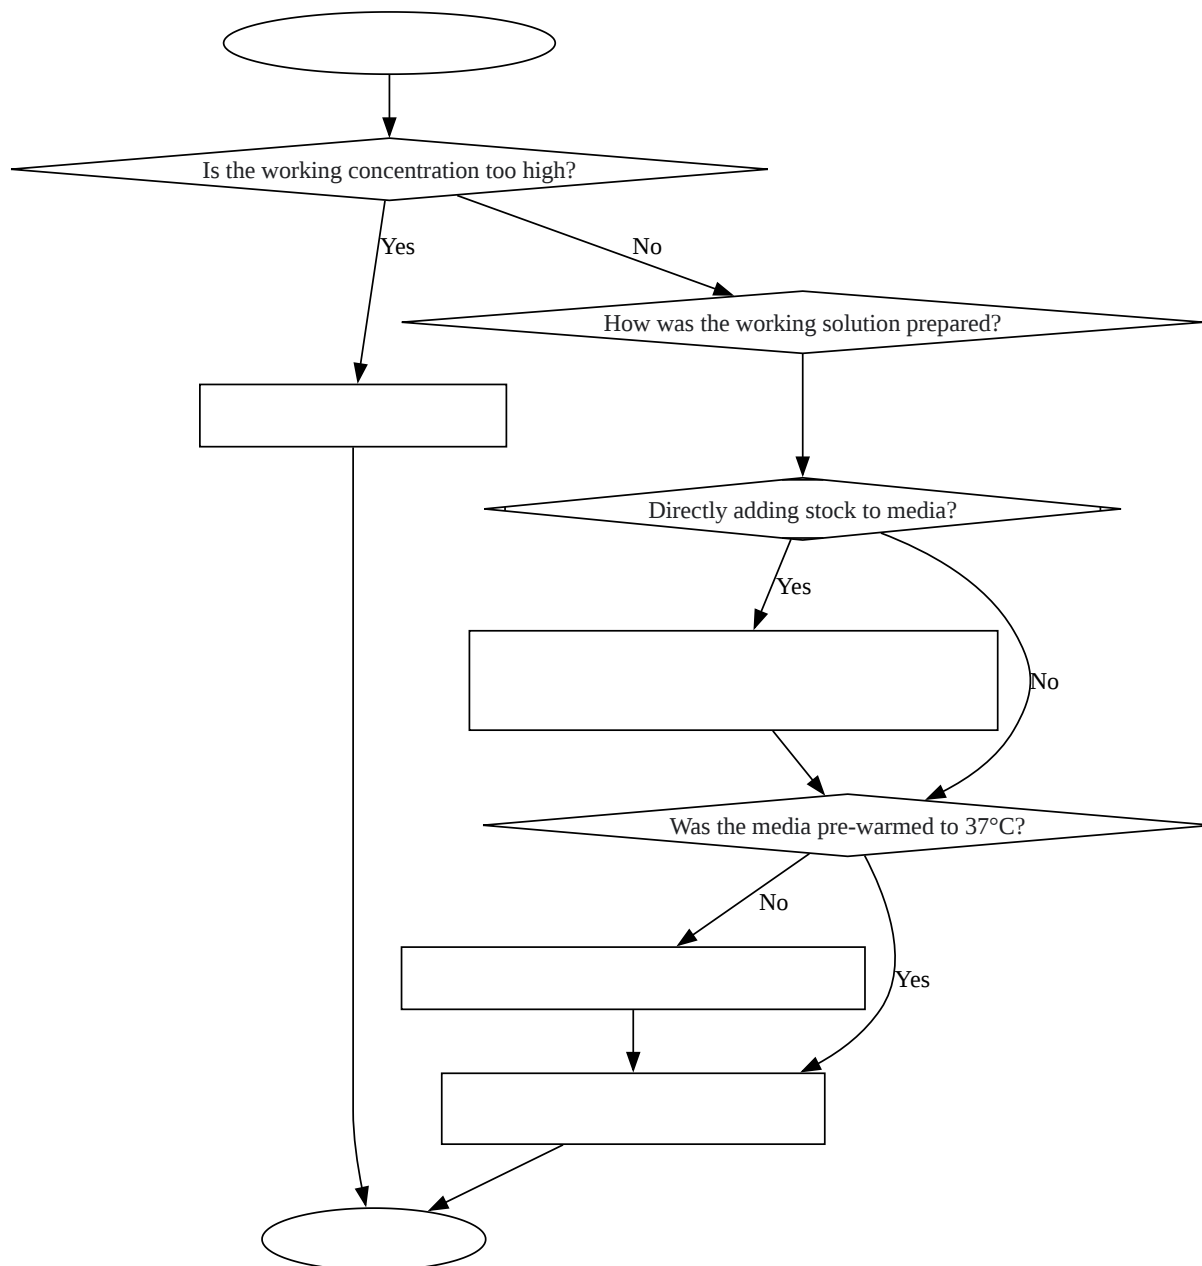 Is the working concentration too high?
Yes
No
How was the working solution prepared?
Directly adding stock to media?
Yes
No
Was the media pre-warmed to 37°C?
No
Yes